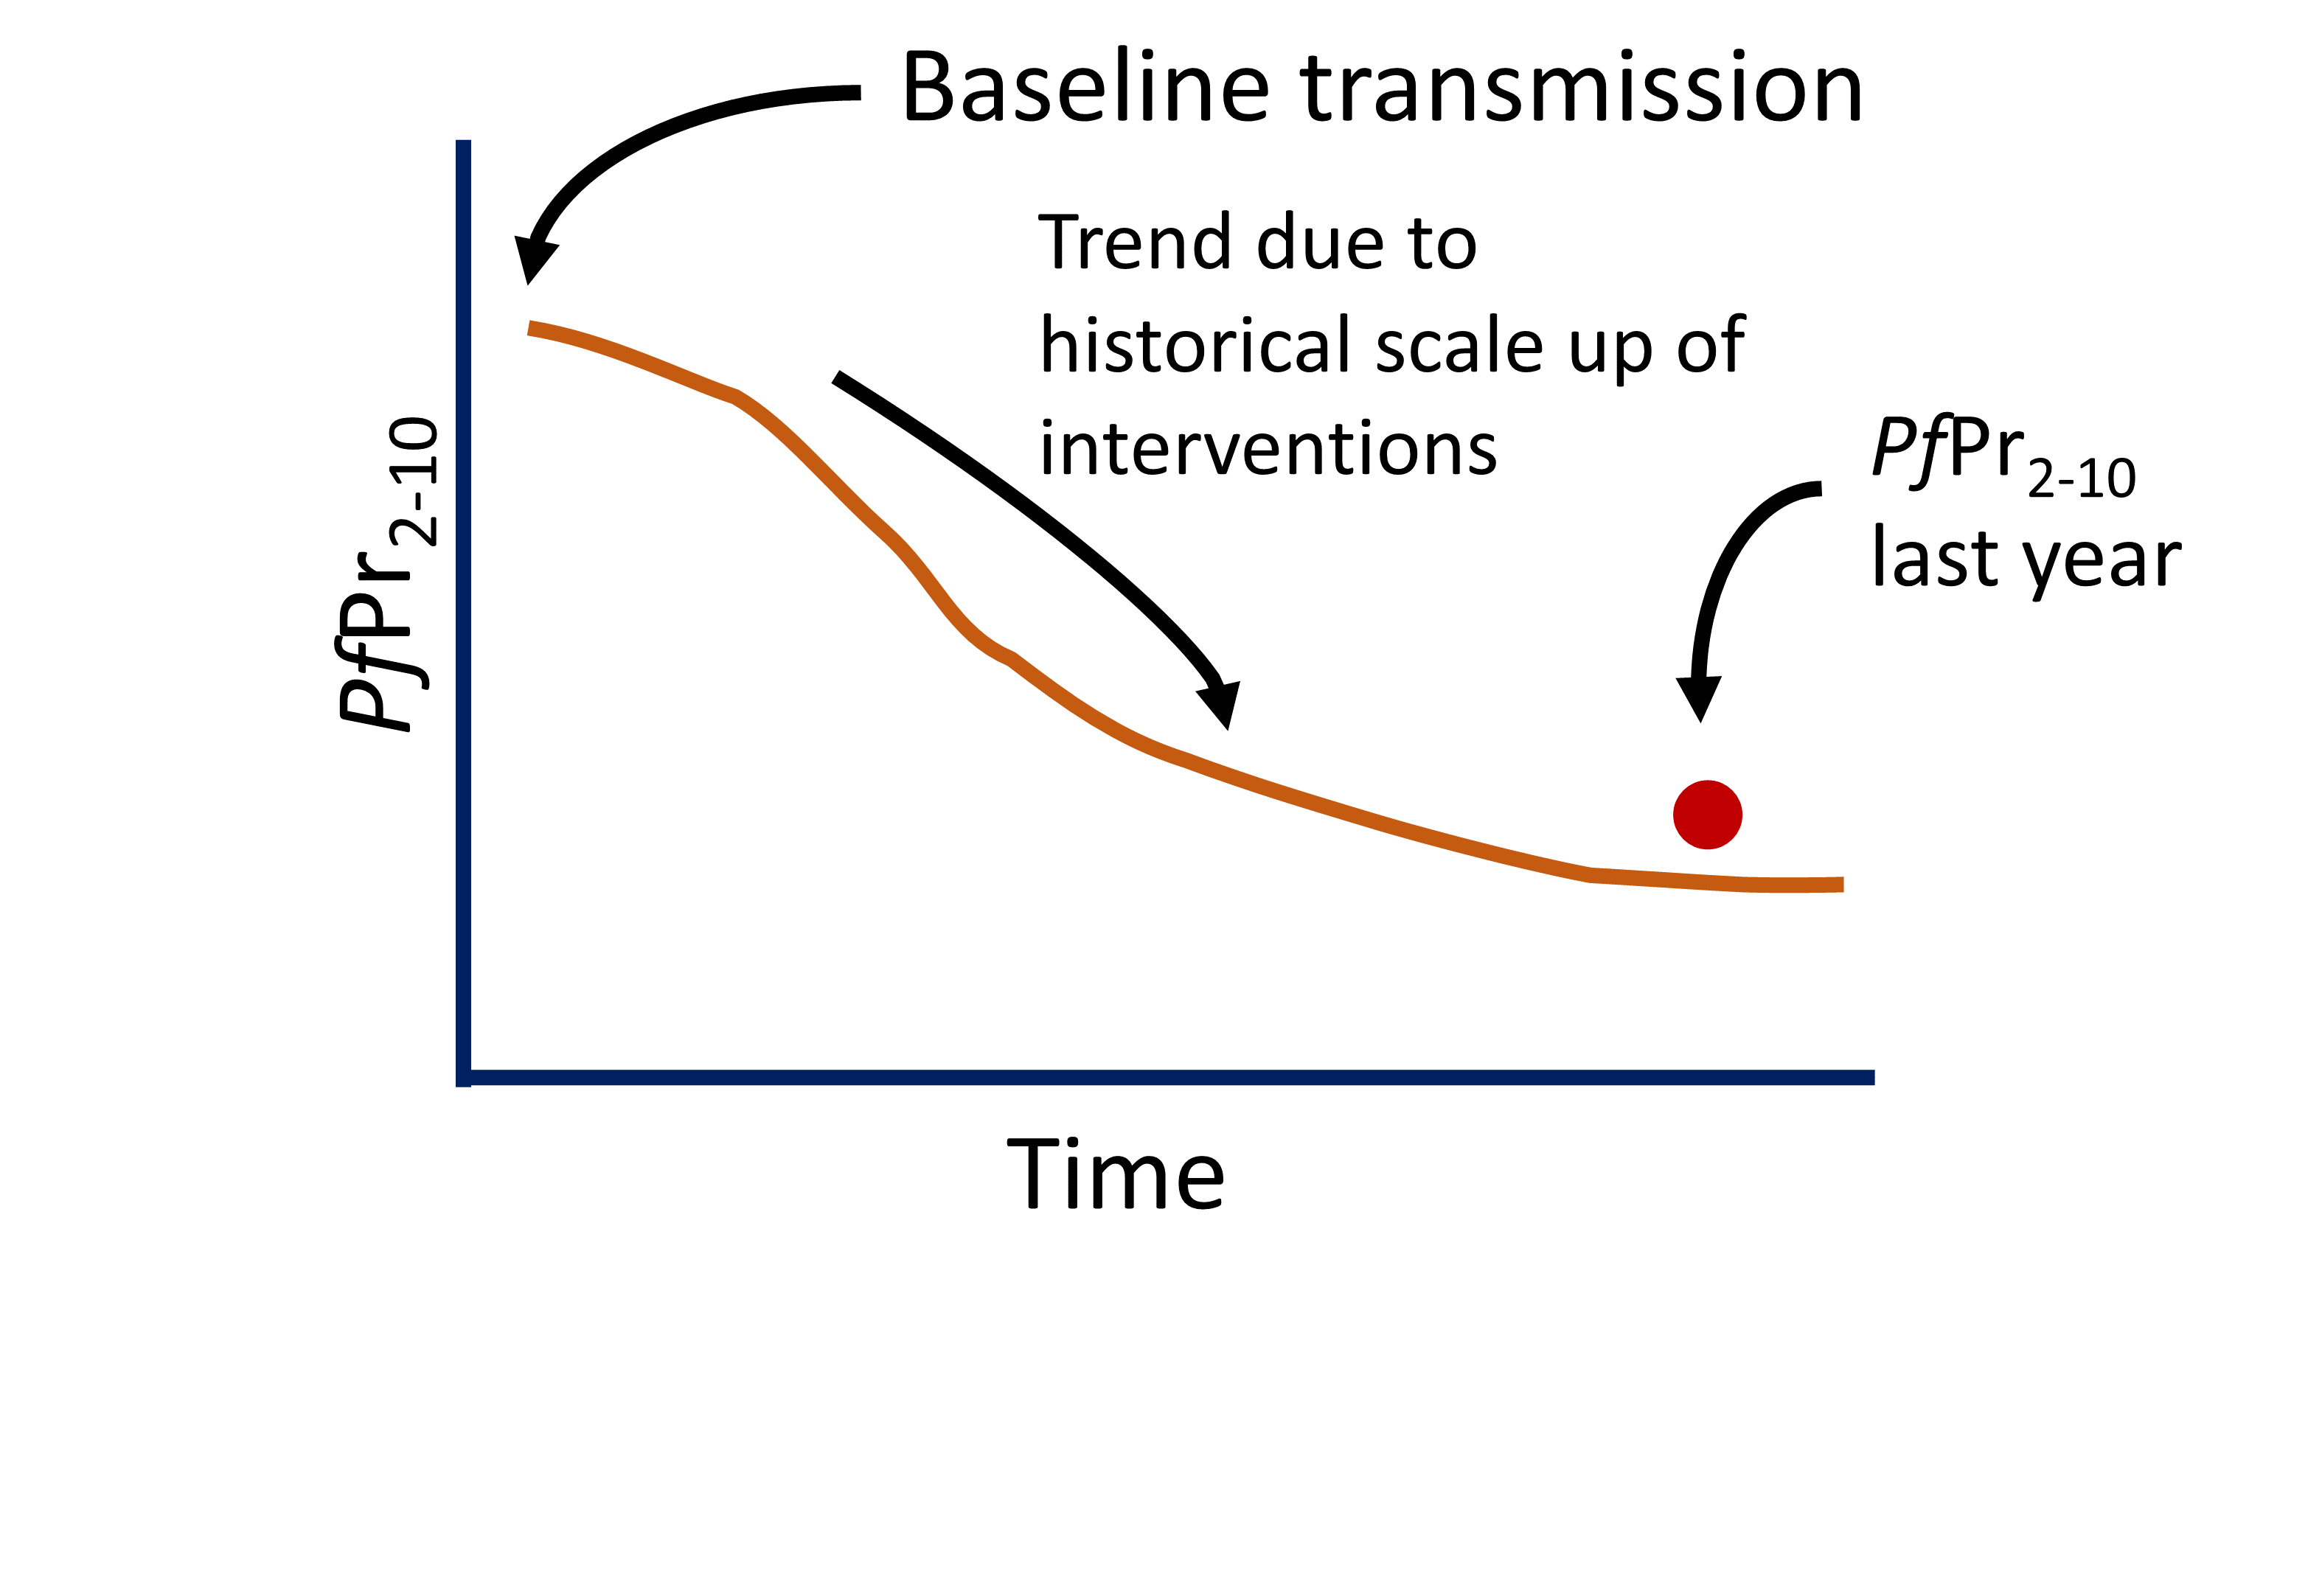 Baseline transmission
Trend due to
historical scale up of
interventions
PfPr2-10
last year
PfPr2-10
Time